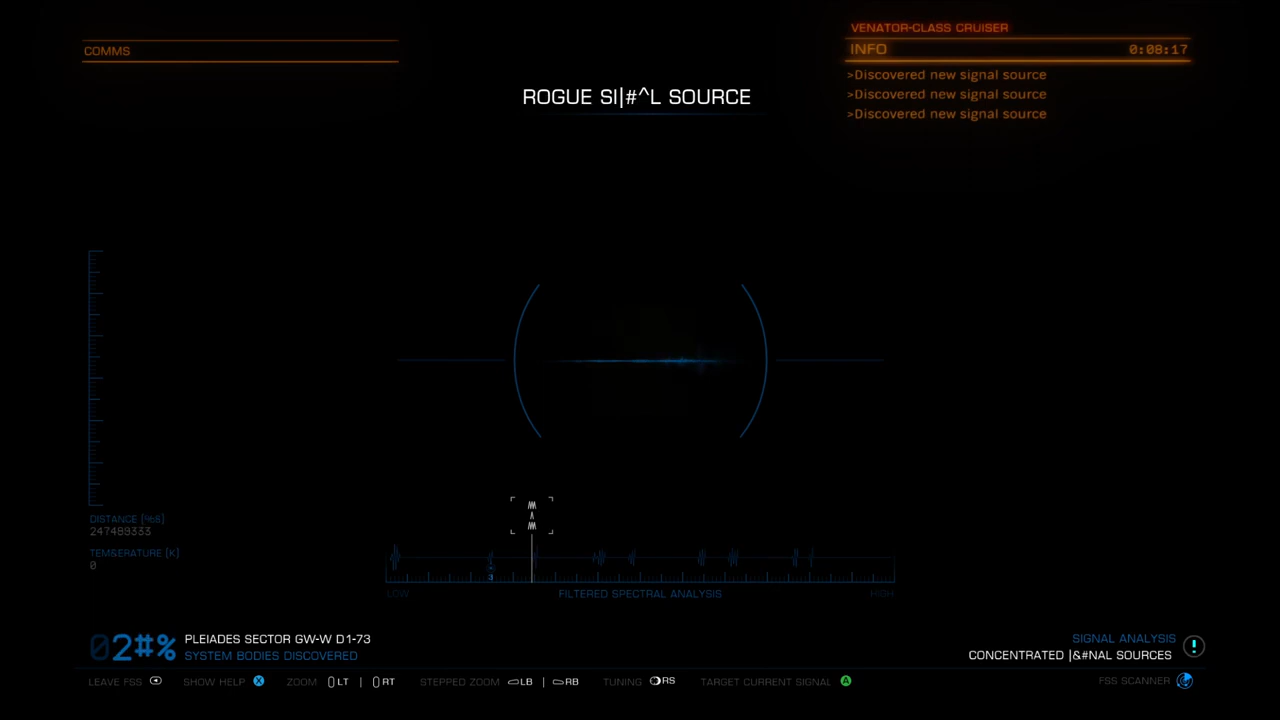 VENATOR-CLASS CRUISER
COMMS
INFO 0:08:17
>Discovered new signal source
>Discovered new signal source
>Discovered new signal source
ROGUE SI|#^L SOURCE
DISTANCE [%6S]
247489333
TEM&ERATURE [K]
0
LOW FILTERED SPECTRAL ANALYSIS HIGH
02#% PLEIADES SECTOR GW-W D1-73
SYSTEM BODIES DISCOVERED
SIGNAL ANALYSIS
CONCENTRATED |&#NAL SOURCES
LEAVE FSS SHOW HELP X ZOOM LT | RT STEPPED ZOOM LB | RB TUNING RS TARGET CURRENT SIGNAL A FSS SCANNER